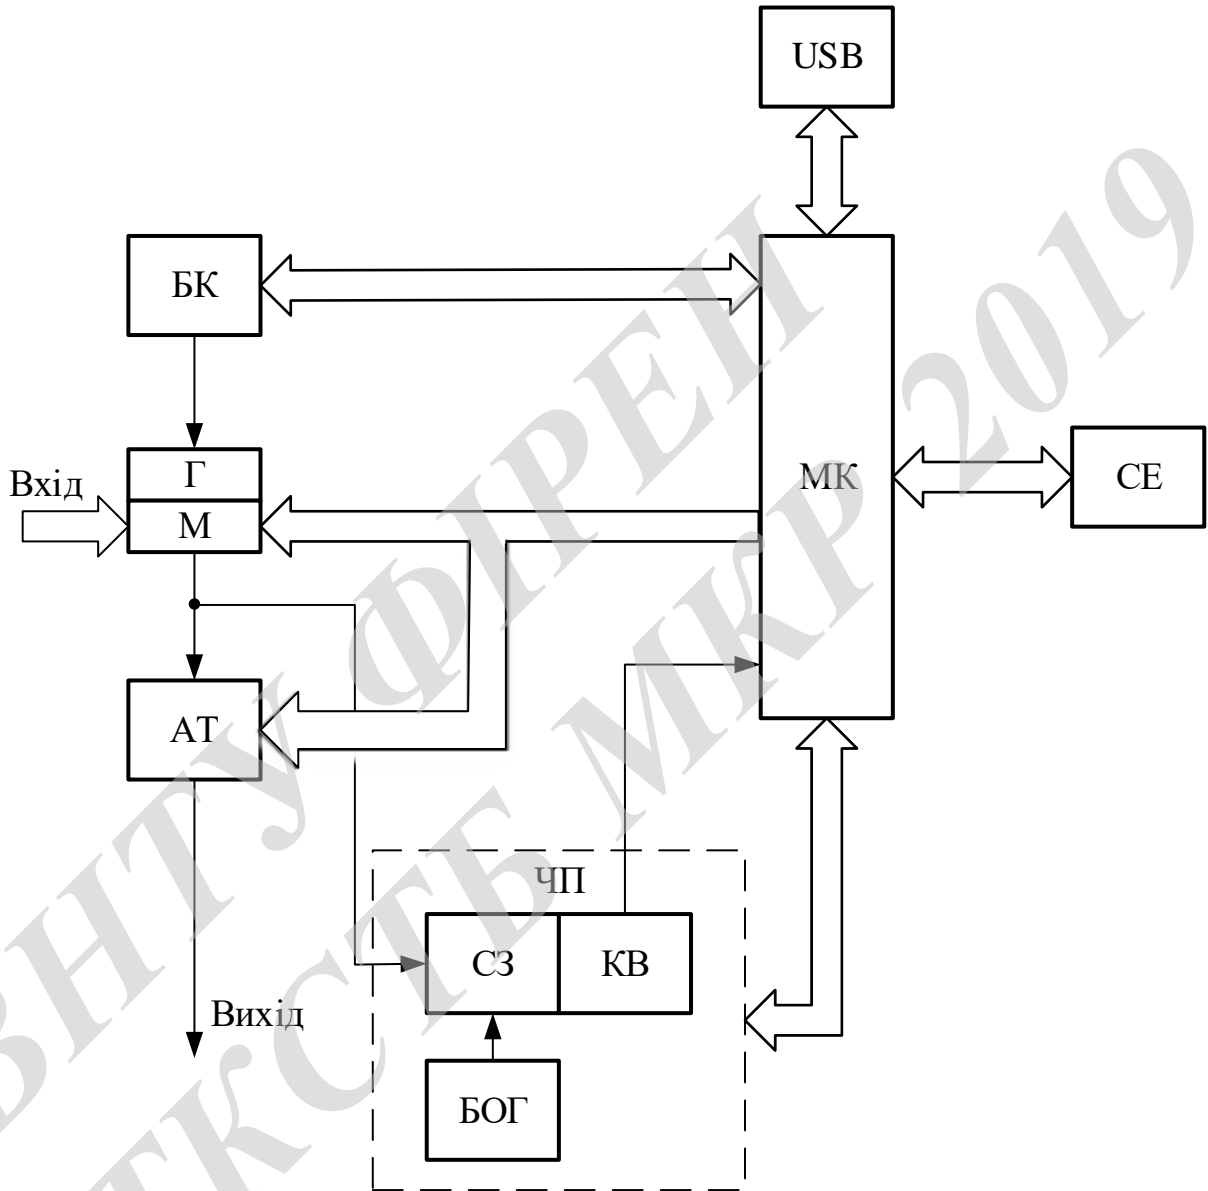 USB
БК
МК
Г
Вхід
М
СЕ
АТ
ЧП
СЗ
КВ
Вихід
БОГ
ВНТУ ФІРЕН
ТКСТБ МКР 2019